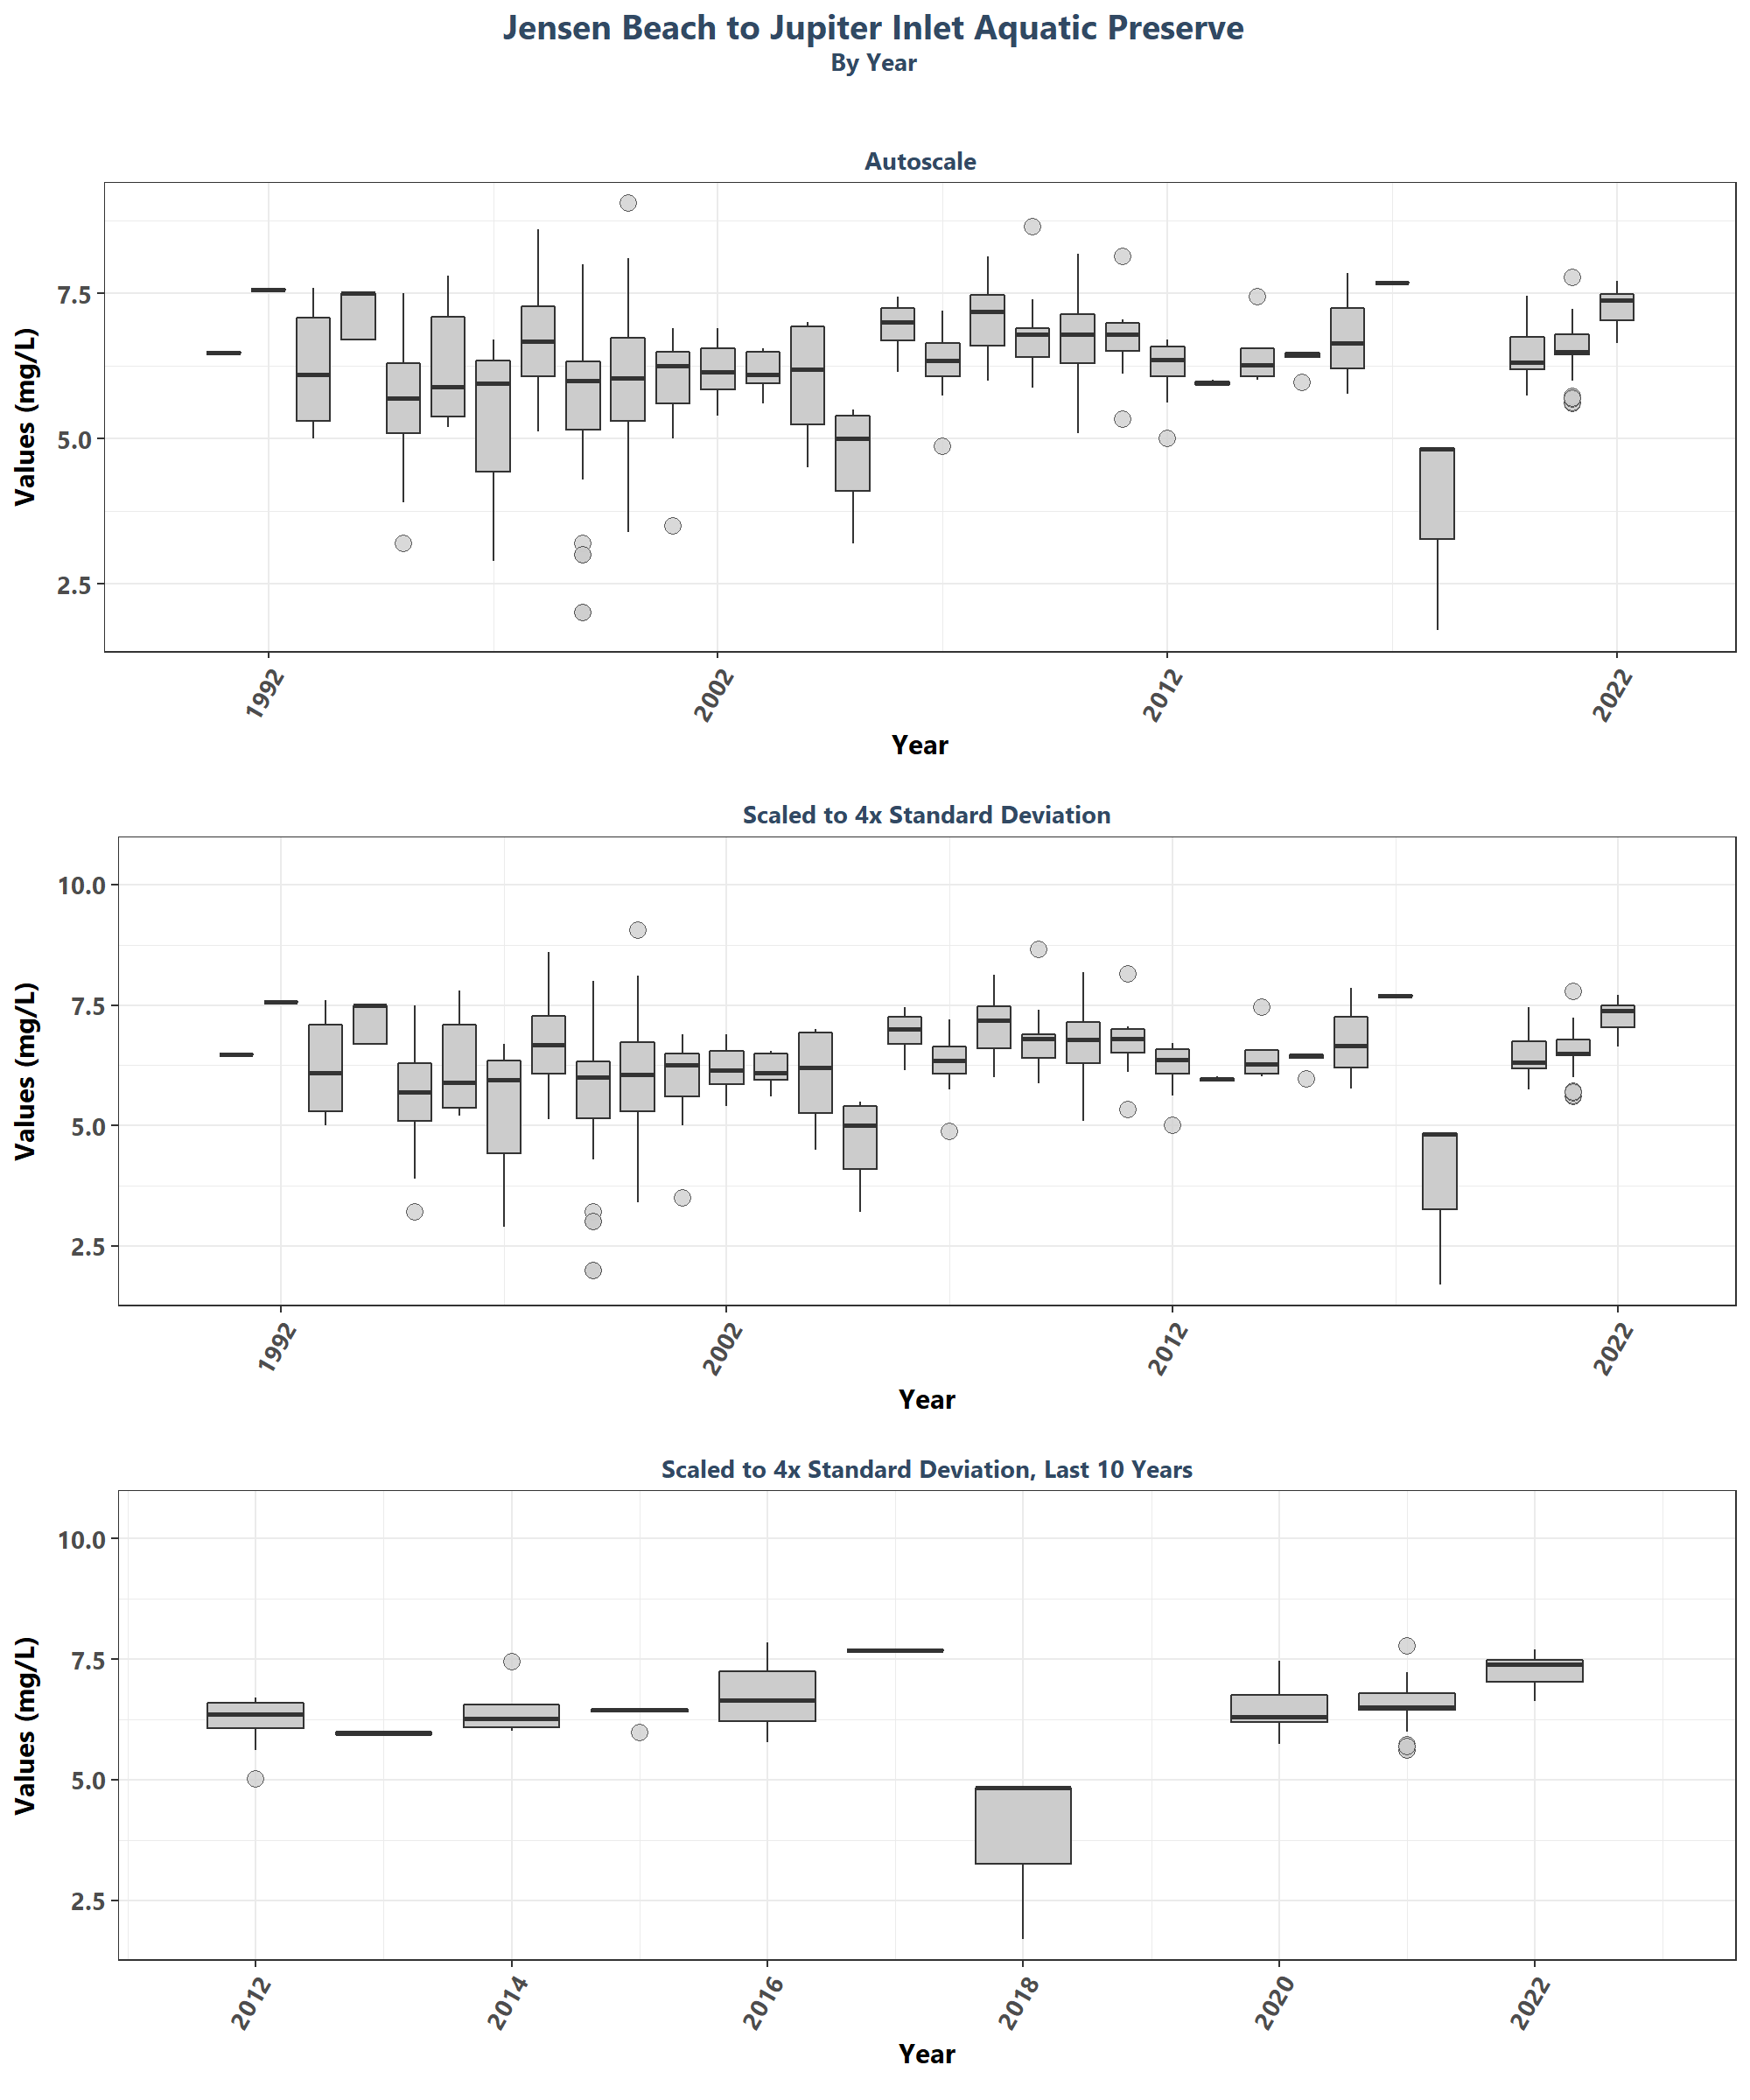 Jensen Beach to Jupiter Inlet Aquatic Preserve
By Year
Autoscale
Values (mg/L)
7.5
5.0
2.5
1992
2002
2012
2022
Year
Scaled to 4x Standard Deviation
Values (mg/L)
10.0
7.5
5.0
2.5
1992
2002
2012
2022
Year
Scaled to 4x Standard Deviation, Last 10 Years
Values (mg/L)
10.0
7.5
5.0
2.5
2012
2014
2016
2018
2020
2022
Year